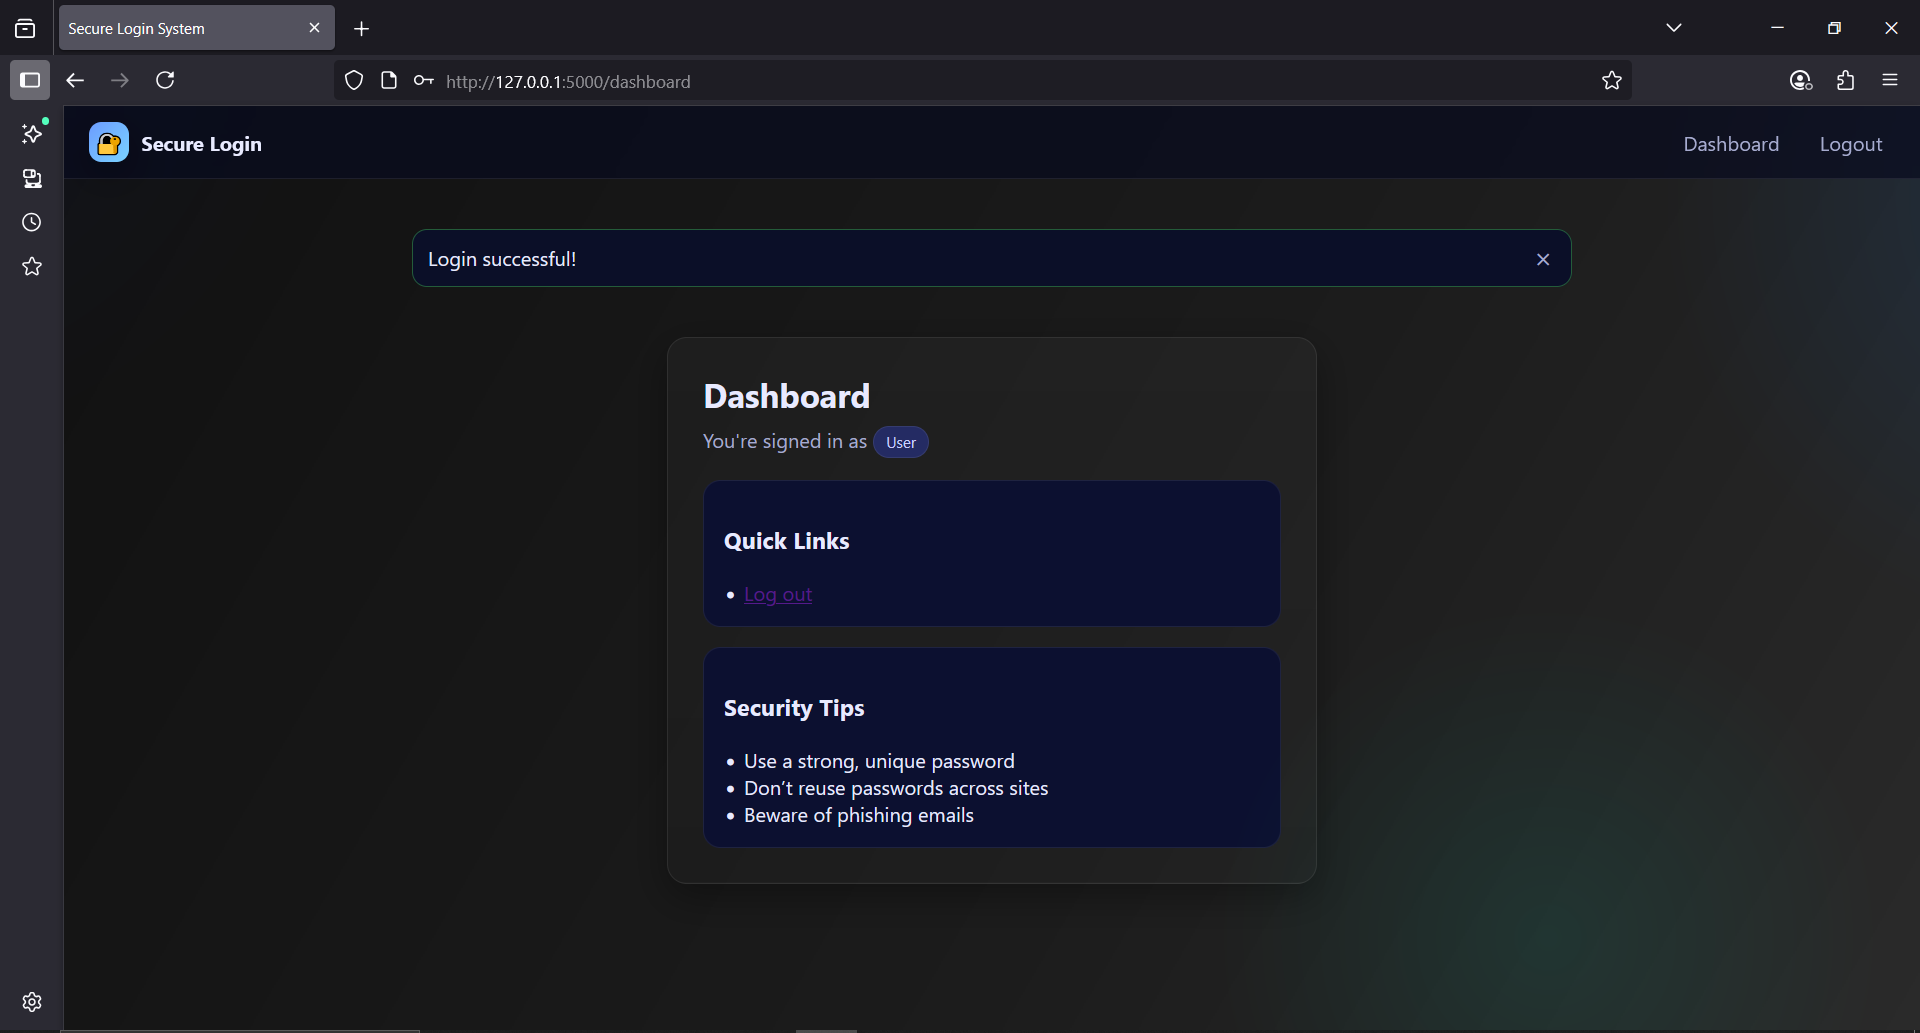 Secure Login System
http://127.0.0.1:5000/dashboard
Secure Login
Dashboard
Logout
Login successful!
Dashboard
You're signed in as User
Quick Links
Log out
Security Tips
Use a strong, unique password
Don’t reuse passwords across sites
Beware of phishing emails